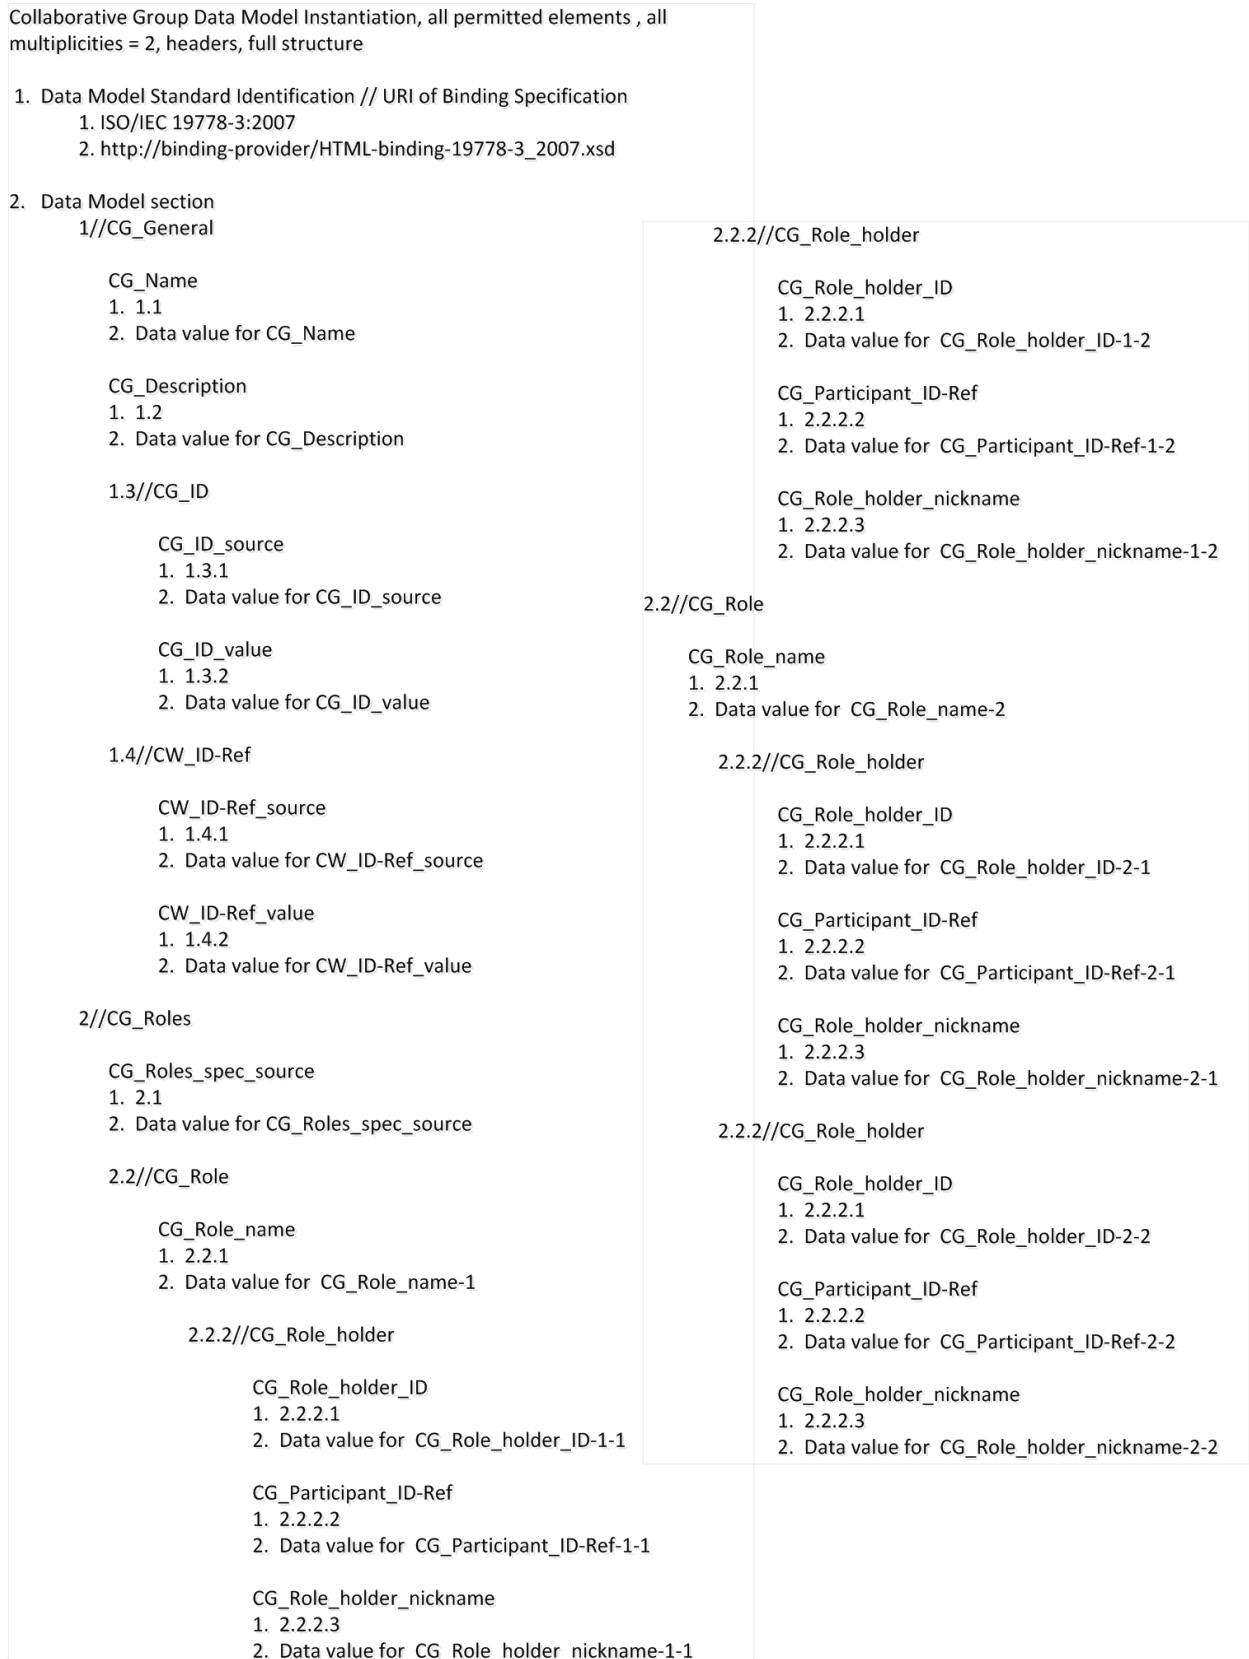 Collaborative Group Data Model Instantiation, all permitted elements , all
multiplicities = 2, headers, full structure
1. Data Model Standard Identification // URI of Binding Specification
1. ISO/IEC 19778-3:2007
2. http://binding-provider/HTML-binding-19778-3_2007.xsd
2. Data Model section
1//CG_General
CG_Name
1. 1.1
2. Data value for CG_Name
CG_Description
1. 1.2
2. Data value for CG_Description
1.3//CG_ID
CG_ID_source
1. 1.3.1
2. Data value for CG_ID_source
CG_ID_value
1. 1.3.2
2. Data value for CG_ID_value
1.4//CW_ID-Ref
CW_ID-Ref_source
1. 1.4.1
2. Data value for CW_ID-Ref_source
CW_ID-Ref_value
1. 1.4.2
2. Data value for CW_ID-Ref_value
2//CG_Roles
CG_Roles_spec_source
1. 2.1
2. Data value for CG_Roles_spec_source
2.2//CG_Role
CG_Role_name
1. 2.2.1
2. Data value for CG_Role_name-1
2.2.2//CG_Role_holder
CG_Role_holder_ID
1. 2.2.2.1
2. Data value for CG_Role_holder_ID-1-1
CG_Participant_ID-Ref
1. 2.2.2.2
2. Data value for CG_Participant_ID-Ref-1-1
CG_Role_holder_nickname
1. 2.2.2.3
2. Data value for CG_Role_holder_nickname-1-1
2.2.2//CG_Role_holder
CG_Role_holder_ID
1. 2.2.2.1
2. Data value for CG_Role_holder_ID-1-2
CG_Participant_ID-Ref
1. 2.2.2.2
2. Data value for CG_Participant_ID-Ref-1-2
CG_Role_holder_nickname
1. 2.2.2.3
2. Data value for CG_Role_holder_nickname-1-2
2.2//CG_Role
CG_Role_name
1. 2.2.1
2. Data value for CG_Role_name-2
2.2.2//CG_Role_holder
CG_Role_holder_ID
1. 2.2.2.1
2. Data value for CG_Role_holder_ID-2-1
CG_Participant_ID-Ref
1. 2.2.2.2
2. Data value for CG_Participant_ID-Ref-2-1
CG_Role_holder_nickname
1. 2.2.2.3
2. Data value for CG_Role_holder_nickname-2-1
2.2.2//CG_Role_holder
CG_Role_holder_ID
1. 2.2.2.1
2. Data value for CG_Role_holder_ID-2-2
CG_Participant_ID-Ref
1. 2.2.2.2
2. Data value for CG_Participant_ID-Ref-2-2
CG_Role_holder_nickname
1. 2.2.2.3
2. Data value for CG_Role_holder_nickname-2-2